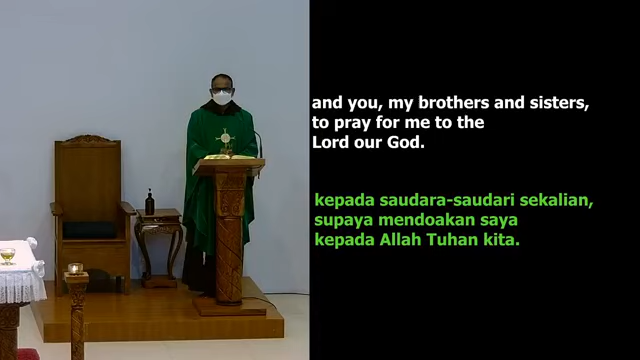 and you, my brothers and sisters,
to pray for me to the
Lord our God.
kepada saudara-saudari sekalian,
supaya mendoakan saya
kepada Allah Tuhan kita.